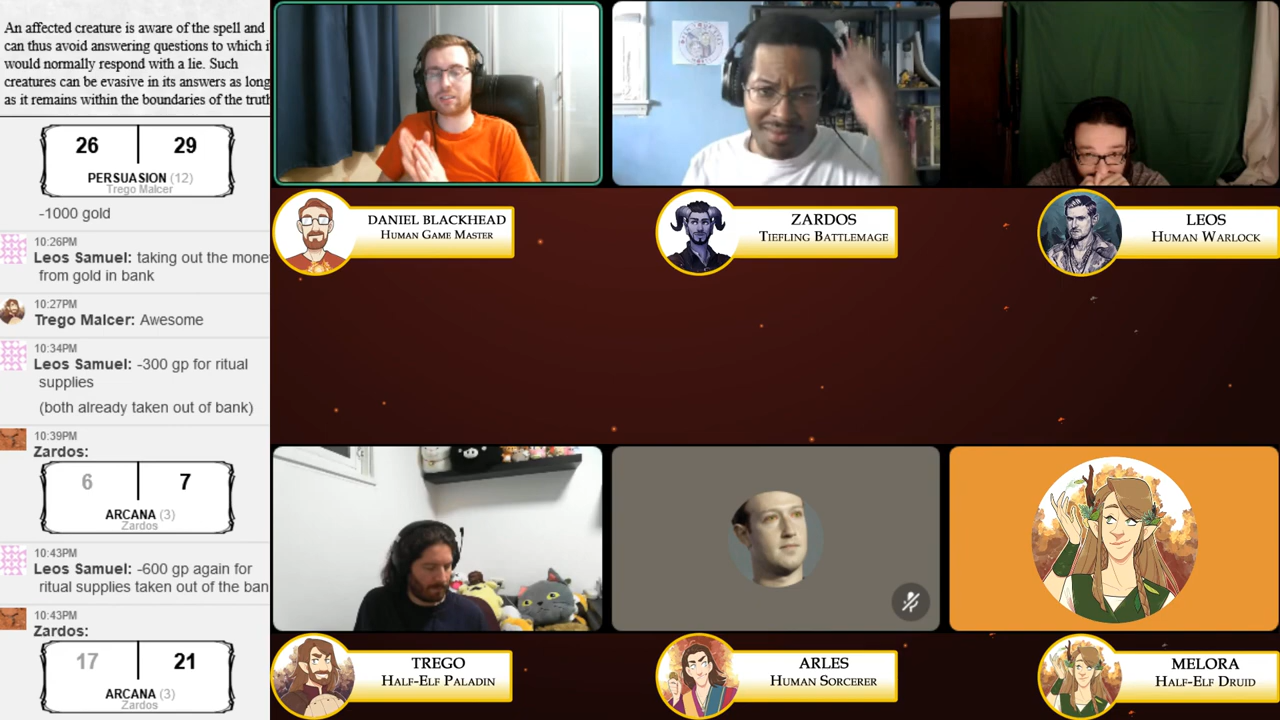 An affected creature is aware of the spell and
can thus avoid answering questions to which i
would normally respond with a lie. Such
creatures can be evasive in its answers as long
as it remains within the boundaries of the truth
26 29
PERSUASION (12)
Trego Malcer
-1000 gold
10:26PM
Leos Samuel: taking out the mone
from gold in bank
10:27PM
Trego Malcer: Awesome
10:34PM
Leos Samuel: -300 gp for ritual
supplies
(both already taken out of bank)
10:39PM
Zardos:
6 7
ARCANA (3)
Zardos
10:43PM
Leos Samuel: -600 gp again for
ritual supplies taken out of the ban
10:43PM
Zardos:
17 21
ARCANA (3)
Zardos
DANIEL BLACKHEAD
HUMAN GAME MASTER
ZARDOS
TIEFLING BATTLEMAGE
LEOS
HUMAN WARLOCK
TREGO
HALF-ELF PALADIN
ARLES
HUMAN SORCERER
MELORA
HALF-ELF DRUID